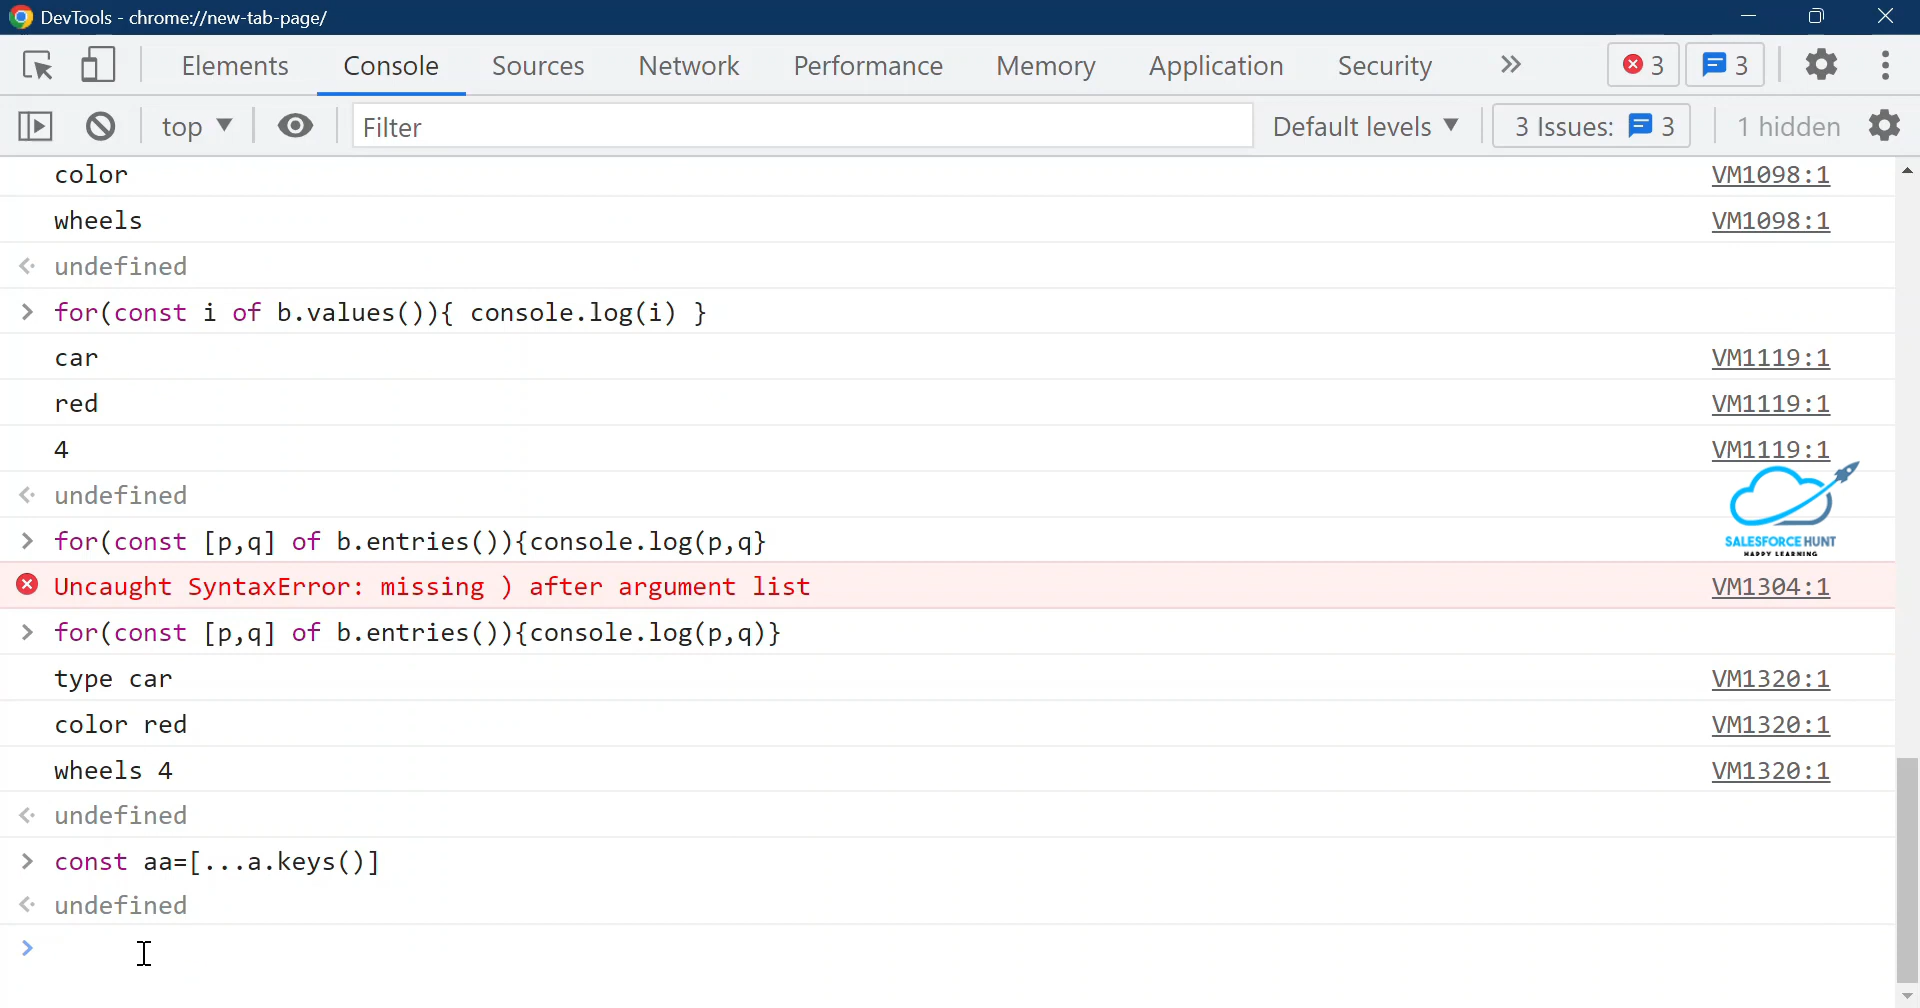 DevTools - chrome://new-tab-page/
Elements Console Sources Network Performance Memory Application Security » 3 3
top ▼ Filter Default levels ▼ 3 Issues: 3 1 hidden
color VM1098:1
wheels VM1098:1
undefined
> for(const i of b.values()){ console.log(i) }
car VM1119:1
red VM1119:1
4 VM1119:1
undefined
SALESFORCE HUNT
HAPPY LEARNING
> for(const [p,q] of b.entries()){console.log(p,q}
Uncaught SyntaxError: missing ) after argument list VM1304:1
> for(const [p,q] of b.entries()){console.log(p,q)}
type car VM1320:1
color red VM1320:1
wheels 4 VM1320:1
undefined
> const aa=[...a.keys()]
undefined
>